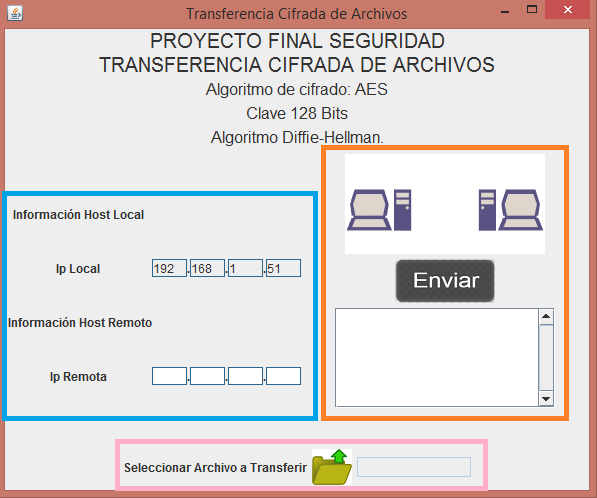 Transferencia Cifrada de Archivos
PROYECTO FINAL SEGURIDAD
TRANSFERENCIA CIFRADA DE ARCHIVOS
Algoritmo de cifrado: AES
Clave 128 Bits
Algoritmo Diffie-Hellman.
Información Host Local
Ip Local 192 .168 .1 .51
Información Host Remoto
Ip Remota . . .
Enviar
Seleccionar Archivo a Transferir